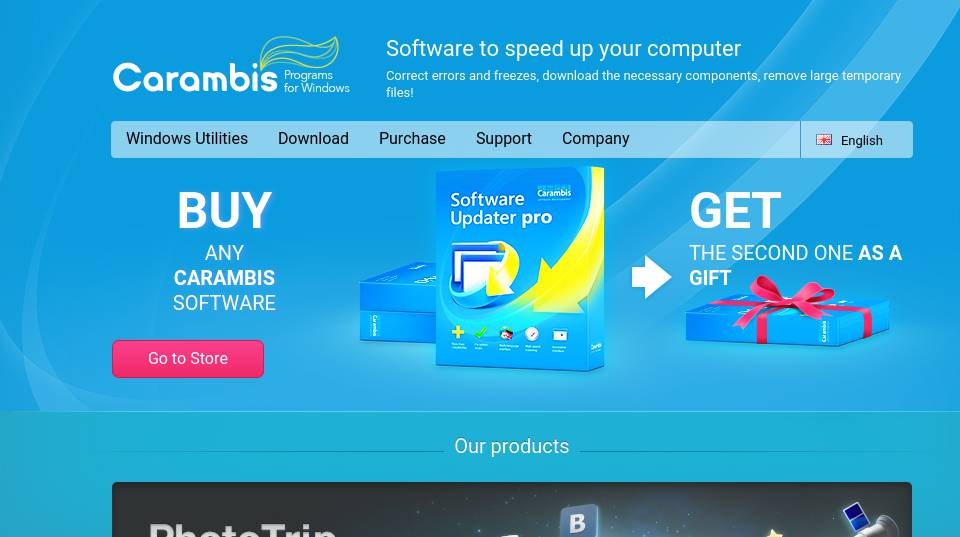 Carambis
Programs
for Windows
Software to speed up your computer
Correct errors and freezes, download the necessary components, remove large temporary
files!
Windows Utilities
Download
Purchase
Support
Company
English
BUY
ANY
CARAMBIS
SOFTWARE
Go to Store
Carambis
Software
Updater pro
Carambis
GET
THE SECOND ONE AS A
GIFT
Carambis
Our products
PhotoTrip
B